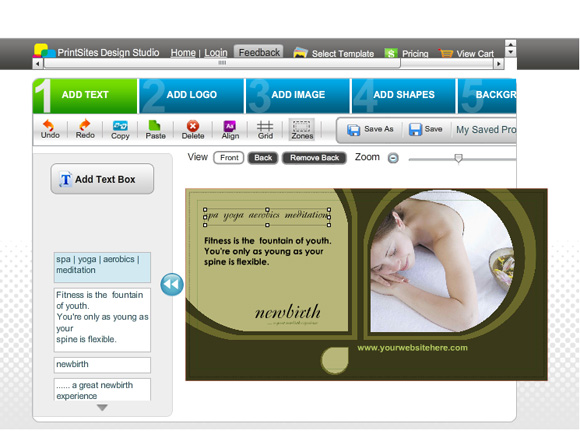 PrintSites Design Studio Home | Login Feedback Select Template $ Pricing View Cart
1 ADD TEXT 2 ADD LOGO 3 ADD IMAGE 4 ADD SHAPES 5 BACKGR
Undo Redo Copy Paste Delete Align Grid Zones Save As Save My Saved Pro
View Front Back Remove Back Zoom
T Add Text Box
spa | yoga | aerobics |
meditation
Fitness is the fountain of youth.
You're only as young as
your
spine is flexible.
newbirth
...... a great newbirth
experience
spa yoga aerobics meditation
Fitness is the fountain of youth.
You're only as young as your
spine is flexible.
newbirth
www.yourwebsitehere.com